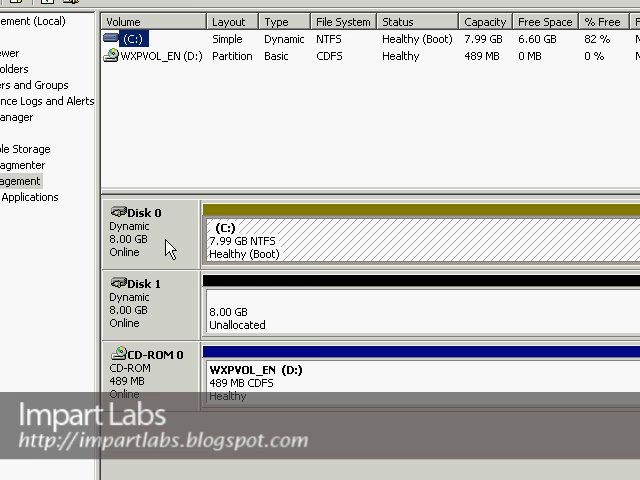 ement (Local)
ewer
olders
ers and Groups
nce Logs and Alerts
anager
ole Storage
agmenter
agement
Applications
Volume Layout Type File System Status Capacity Free Space % Free F
(C:) Simple Dynamic NTFS Healthy (Boot) 7.99 GB 6.60 GB 82 % N
WXPVOL_EN (D:) Partition Basic CDFS Healthy 489 MB 0 MB 0 % N
Disk 0
Dynamic
8.00 GB
Online
(C:)
7.99 GB NTFS
Healthy (Boot)
Disk 1
Dynamic
8.00 GB
Online
8.00 GB
Unallocated
CD-ROM 0
CD-ROM
489 MB
Online
WXPVOL_EN (D:)
489 MB CDFS
Healthy
Impart Labs
http://impartlabs.blogspot.com